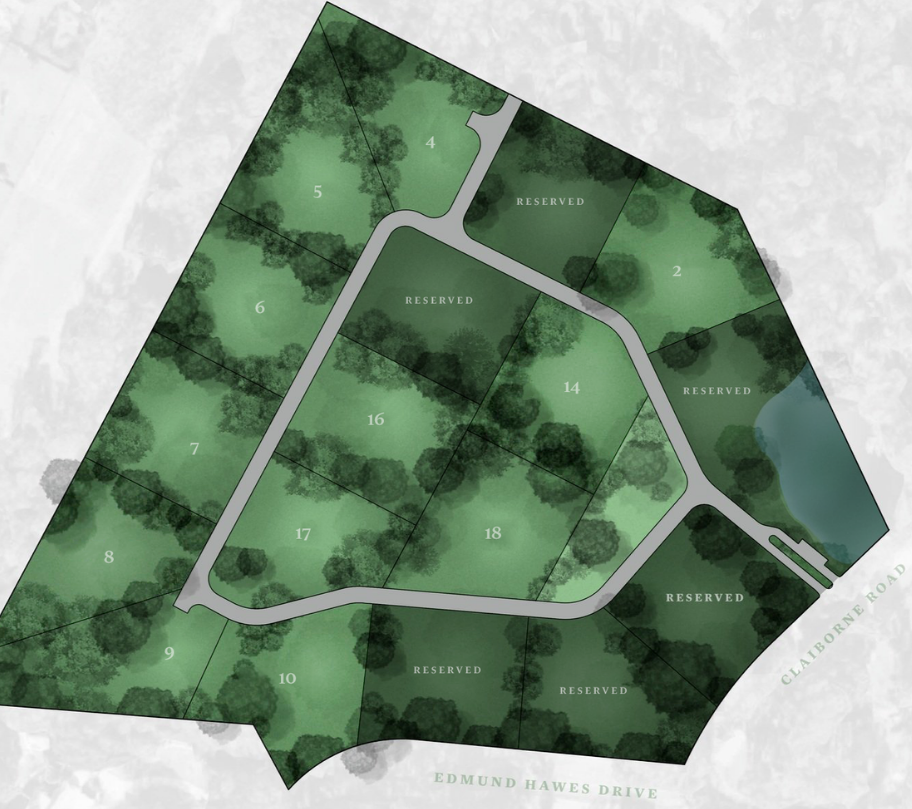 4
5
RESERVED
2
6
RESERVED
14
RESERVED
16
7
17
18
8
RESERVED
9
10
RESERVED
RESERVED
CLAIBORNE ROAD
EDMUND HAWES DRIVE